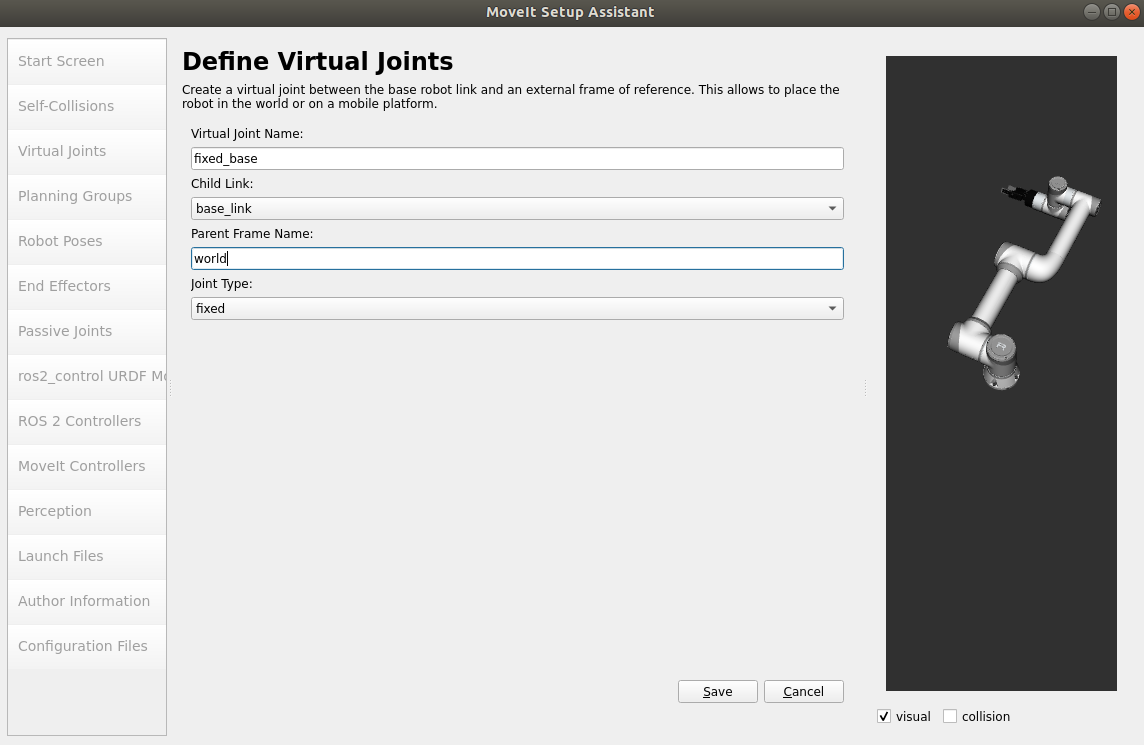 MoveIt Setup Assistant
Start Screen
Self-Collisions
Virtual Joints
Planning Groups
Robot Poses
End Effectors
Passive Joints
ros2_control URDF Mo
ROS 2 Controllers
MoveIt Controllers
Perception
Launch Files
Author Information
Configuration Files
Define Virtual Joints
Create a virtual joint between the base robot link and an external frame of reference. This allows to place the
robot in the world or on a mobile platform.
Virtual Joint Name:
fixed_base
Child Link:
base_link
Parent Frame Name:
world
Joint Type:
fixed
Save
Cancel
visual
collision